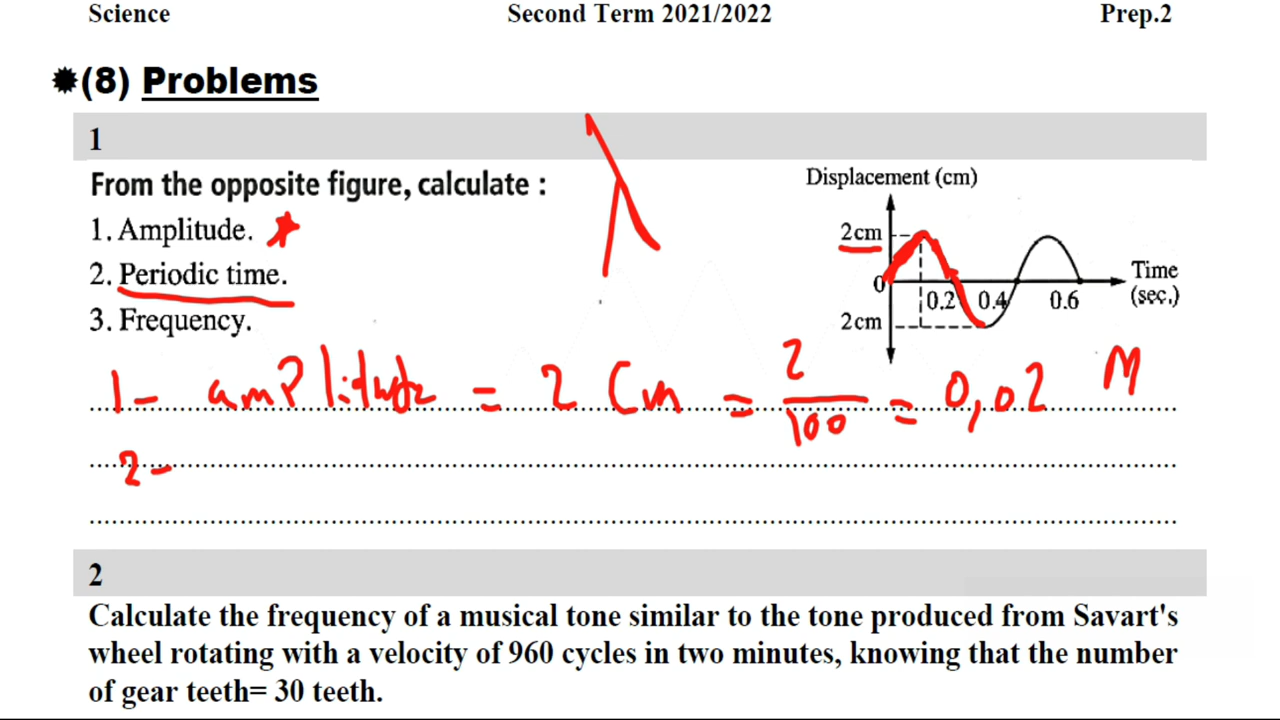 Science Second Term 2021/2022 Prep.2
✹(8) Problems
1
From the opposite figure, calculate :
1. Amplitude.
2. Periodic time.
3. Frequency.
Displacement (cm)
2cm
0
0.2 0.4 0.6
Time
(sec.)
2cm
λ
1- amplitude = 2 Cm = 2/100 = 0,02 M
2-
2
Calculate the frequency of a musical tone similar to the tone produced from Savart's
wheel rotating with a velocity of 960 cycles in two minutes, knowing that the number
of gear teeth= 30 teeth.